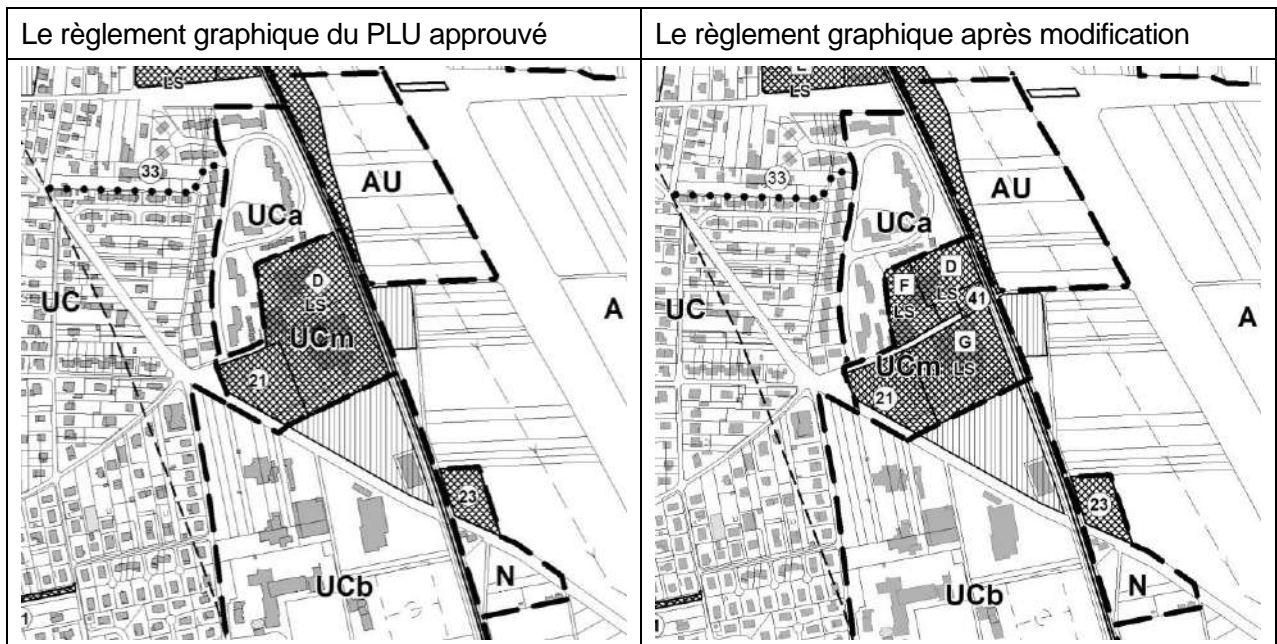 Le règlement graphique du PLU approuvé
LS
33
AU
UCa
D
LS
UC
UCm
A
21
23
N
UCb
1
Le règlement graphique après modification
LS
33
AU
UCa
D
F
LS
41
LS
UC
A
G
UCm
LS
21
23
N
UCb